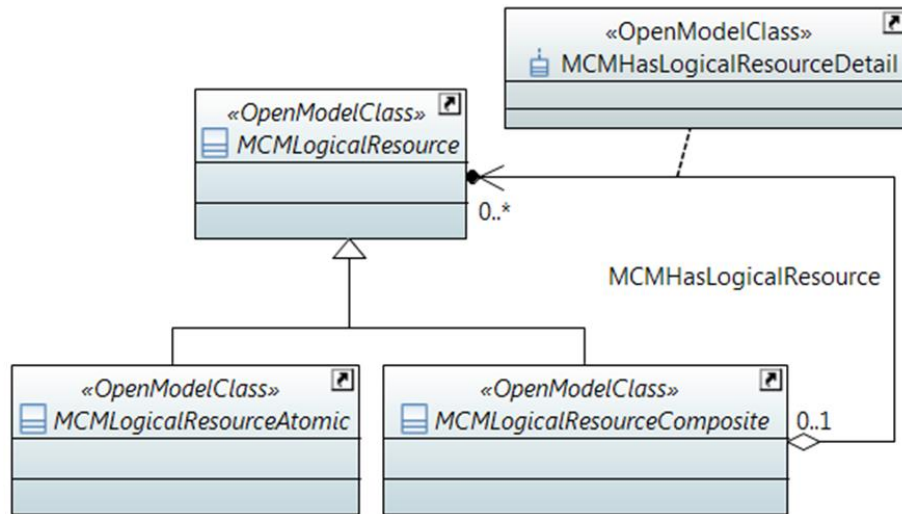 «OpenModelClass»
MCMHasLogicalResourceDetail
«OpenModelClass»
MCMLogicalResource
0..*
MCMHasLogicalResource
«OpenModelClass»
MCMLogicalResourceAtomic
«OpenModelClass»
MCMLogicalResourceComposite
0..1